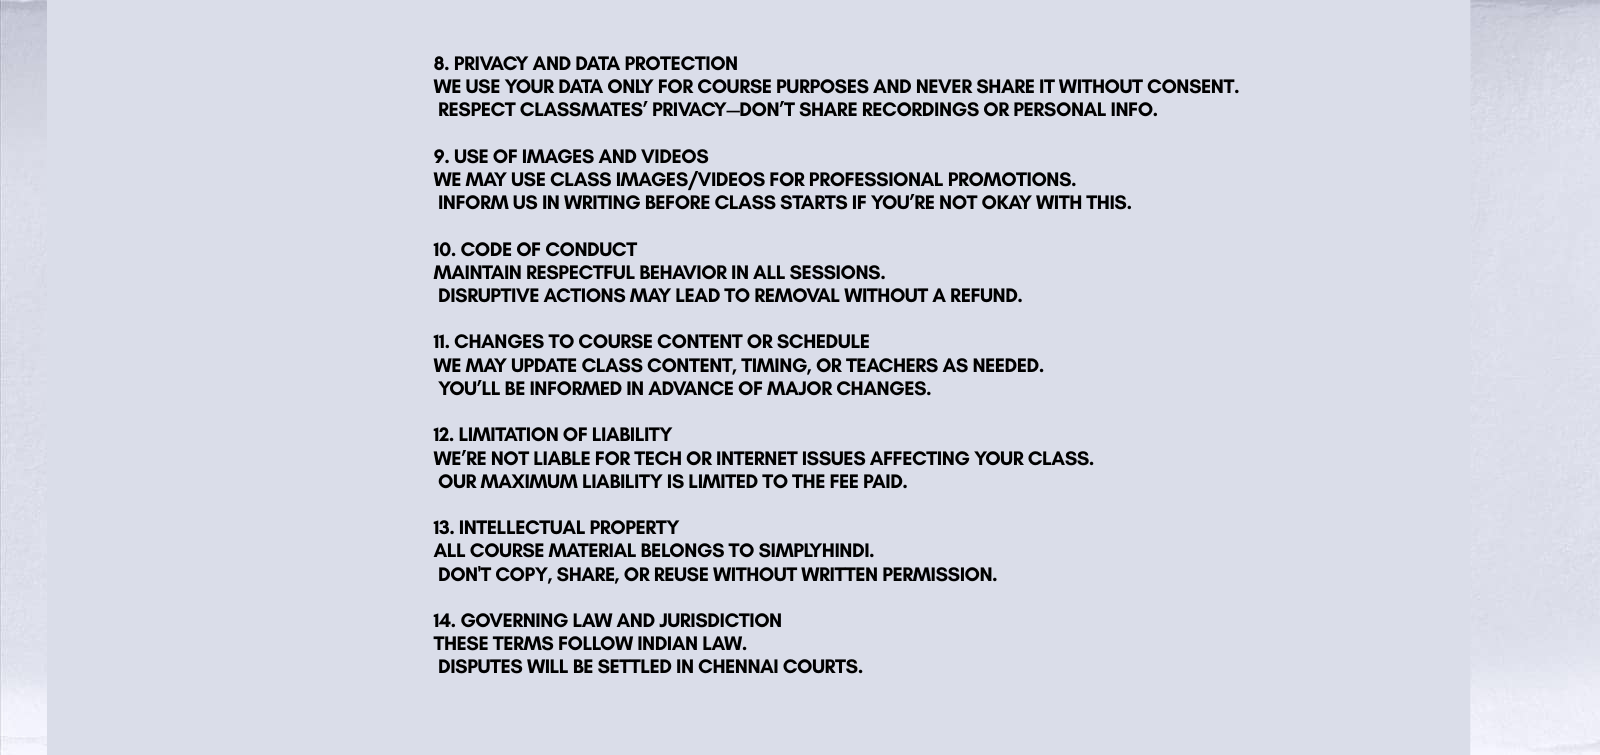 8. PRIVACY AND DATA PROTECTION
WE USE YOUR DATA ONLY FOR COURSE PURPOSES AND NEVER SHARE IT WITHOUT CONSENT.
RESPECT CLASSMATES’ PRIVACY—DON’T SHARE RECORDINGS OR PERSONAL INFO.
9. USE OF IMAGES AND VIDEOS
WE MAY USE CLASS IMAGES/VIDEOS FOR PROFESSIONAL PROMOTIONS.
INFORM US IN WRITING BEFORE CLASS STARTS IF YOU’RE NOT OKAY WITH THIS.
10. CODE OF CONDUCT
MAINTAIN RESPECTFUL BEHAVIOR IN ALL SESSIONS.
DISRUPTIVE ACTIONS MAY LEAD TO REMOVAL WITHOUT A REFUND.
11. CHANGES TO COURSE CONTENT OR SCHEDULE
WE MAY UPDATE CLASS CONTENT, TIMING, OR TEACHERS AS NEEDED.
YOU’LL BE INFORMED IN ADVANCE OF MAJOR CHANGES.
12. LIMITATION OF LIABILITY
WE’RE NOT LIABLE FOR TECH OR INTERNET ISSUES AFFECTING YOUR CLASS.
OUR MAXIMUM LIABILITY IS LIMITED TO THE FEE PAID.
13. INTELLECTUAL PROPERTY
ALL COURSE MATERIAL BELONGS TO SIMPLYHINDI.
DON'T COPY, SHARE, OR REUSE WITHOUT WRITTEN PERMISSION.
14. GOVERNING LAW AND JURISDICTION
THESE TERMS FOLLOW INDIAN LAW.
DISPUTES WILL BE SETTLED IN CHENNAI COURTS.